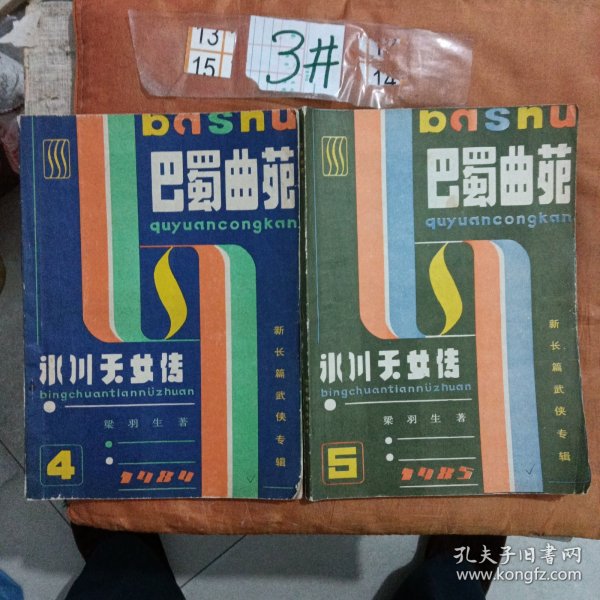 13
15
3#
14
bashu
巴蜀曲苑
quyuancongkan
新长篇武侠专辑
冰川天女传
bingchuantiannüzhuan
梁羽生著
4
1984
bashu
巴蜀曲苑
quyuancongkan
新长篇武侠专辑
冰川天女传
bingchuantiannüzhuan
梁羽生著
5
1985
孔夫子旧书网
www.kongfz.com